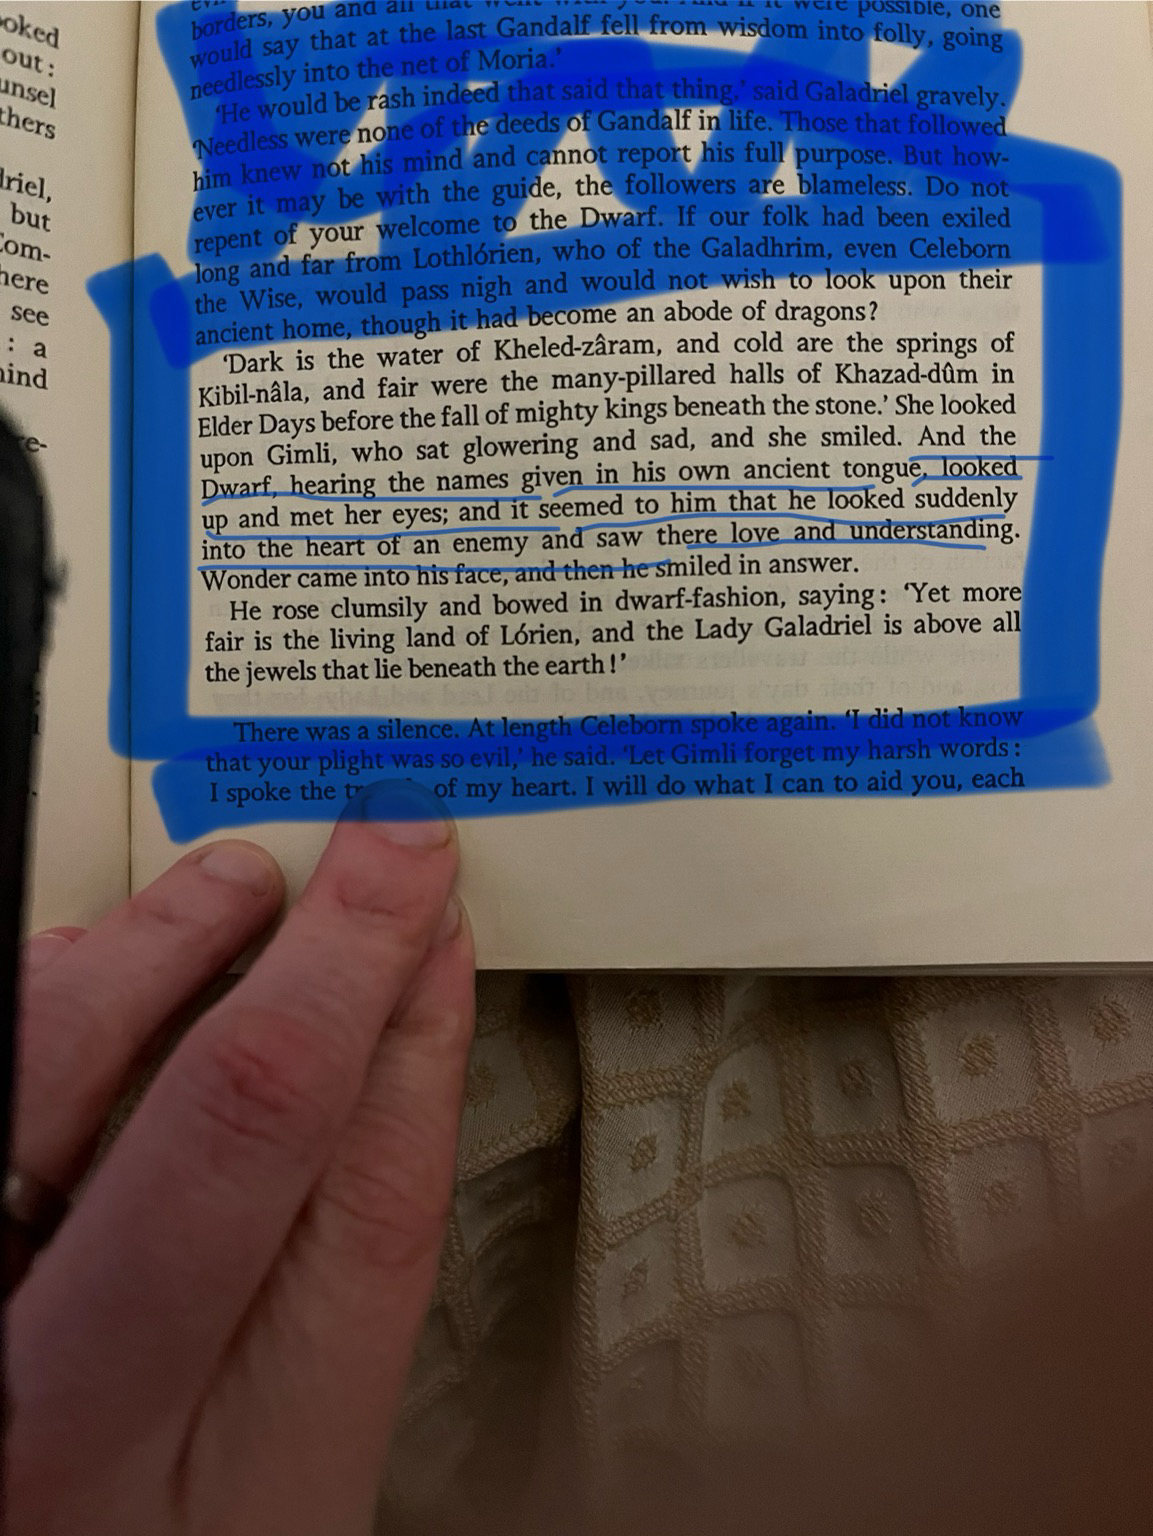 ooked
out:
unsel
thers
driel,
but
Com-
here
see
: a
mind
re-
borders, you and all that went with you. And if it were possible, one
would say that at the last Gandalf fell from wisdom into folly, going
needlessly into the net of Moria.’
‘He would be rash indeed that said that thing,’ said Galadriel gravely.
‘Needless were none of the deeds of Gandalf in life. Those that followed
him knew not his mind and cannot report his full purpose. But how-
ever it may be with the guide, the followers are blameless. Do not
repent of your welcome to the Dwarf. If our folk had been exiled
long and far from Lothlórien, who of the Galadhrim, even Celeborn
the Wise, would pass nigh and would not wish to look upon their
ancient home, though it had become an abode of dragons?
‘Dark is the water of Kheled-zâram, and cold are the springs of
Kibil-nâla, and fair were the many-pillared halls of Khazad-dûm in
Elder Days before the fall of mighty kings beneath the stone.’ She looked
upon Gimli, who sat glowering and sad, and she smiled. And the
Dwarf, hearing the names given in his own ancient tongue, looked
up and met her eyes; and it seemed to him that he looked suddenly
into the heart of an enemy and saw there love and understanding.
Wonder came into his face, and then he smiled in answer.
He rose clumsily and bowed in dwarf-fashion, saying: ‘Yet more
fair is the living land of Lórien, and the Lady Galadriel is above all
the jewels that lie beneath the earth!’
There was a silence. At length Celeborn spoke again. ‘I did not know
that your plight was so evil,’ he said. ‘Let Gimli forget my harsh words:
I spoke the of my heart. I will do what I can to aid you, each